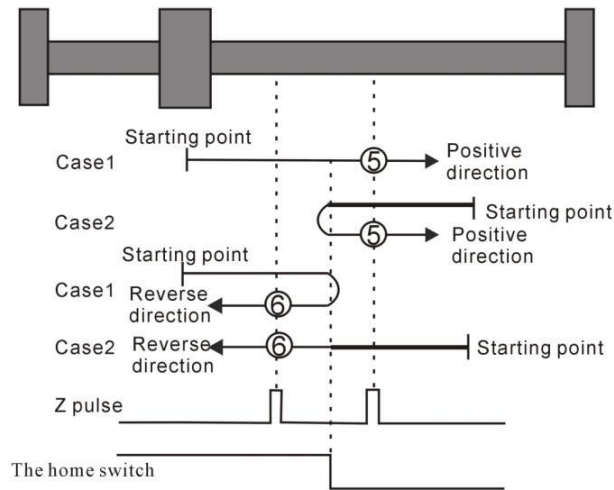 Starting point
Case1
⑤
Positive
direction
Case2
Starting point
⑤
Positive
direction
Starting point
Case1
Reverse
direction
⑥
Case2
Reverse
direction
⑥
Starting point
Z pulse
The home switch